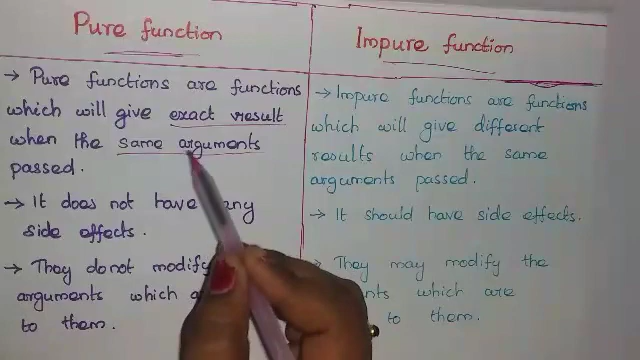 Pure function
→ Pure functions are functions
which will give exact result
when the same arguments
passed.
→ It does not have any
side effects.
→ They do not modify
arguments which
to them.
Impure function
→ Impure functions are functions
which will give different
results when the same
arguments passed.
→ It should have side effects.
→ They may modify the
which are
to them.